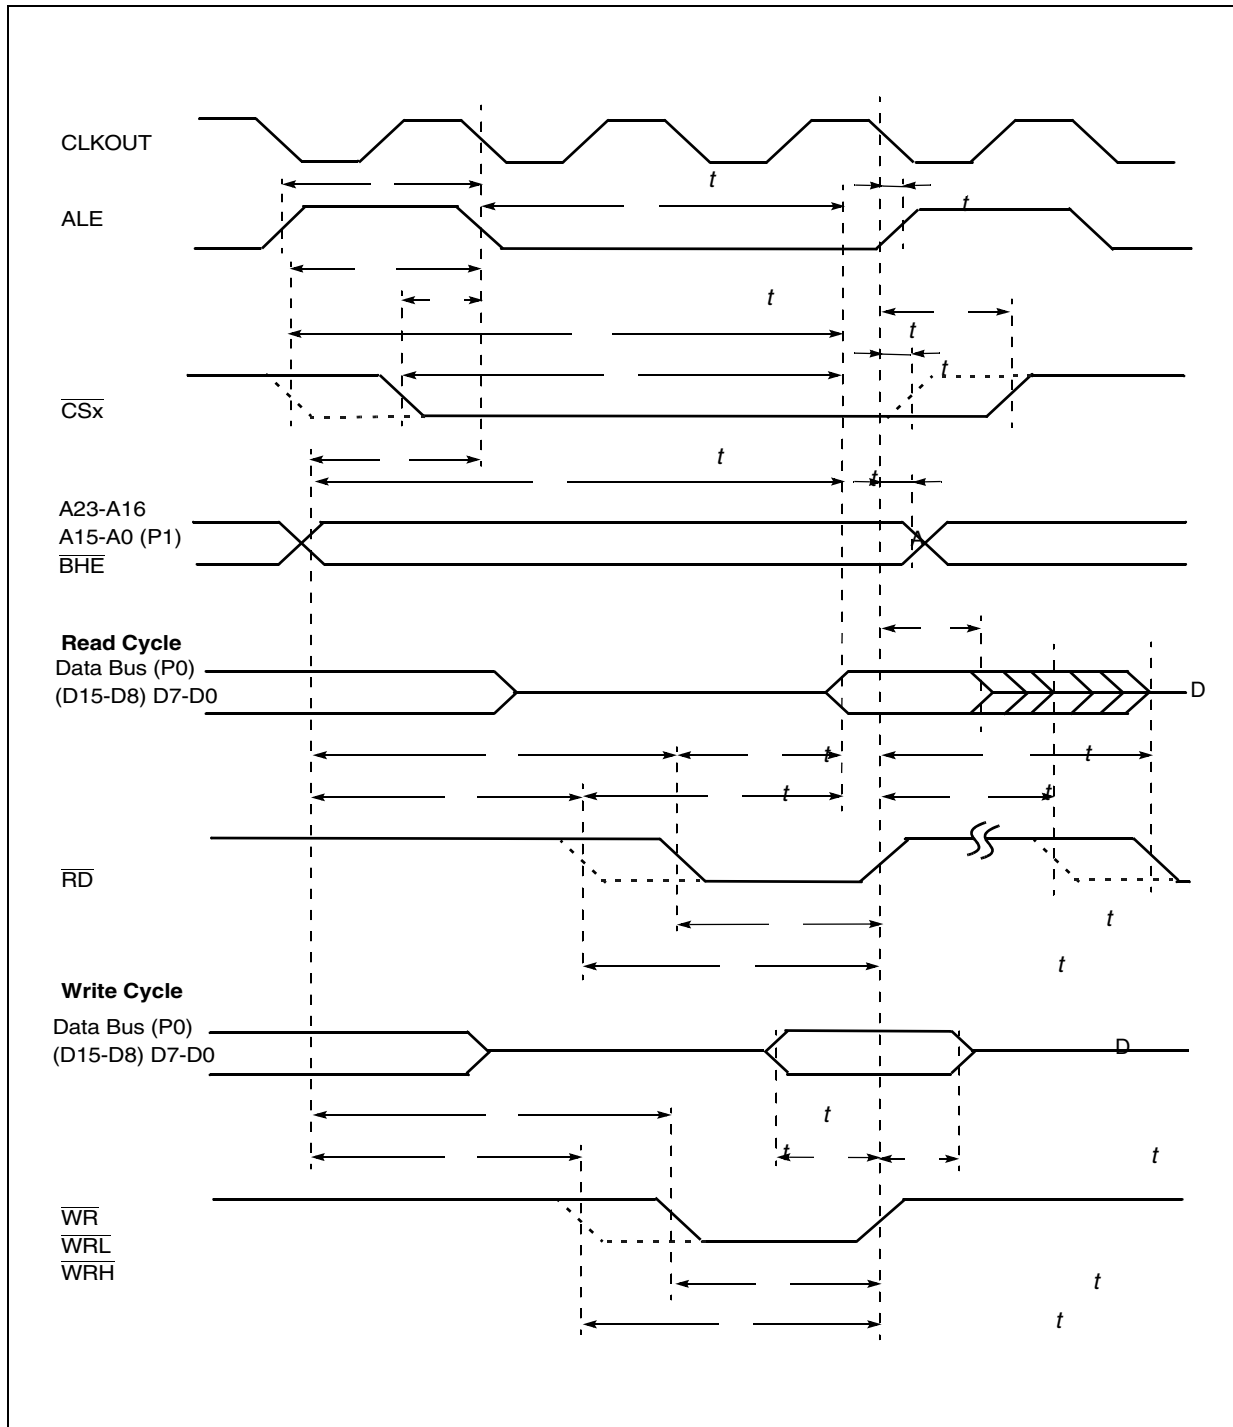 CLKOUT
t
ALE
t
t
t
t
CSx
t
t
A23-A16
A15-A0 (P1)
A
BHE
Read Cycle
Data Bus (P0)
(D15-D8) D7-D0
D
t
t
t
t
RD
t
t
Write Cycle
Data Bus (P0)
(D15-D8) D7-D0
D
t
t
t
WR
WRL
WRH
t
t